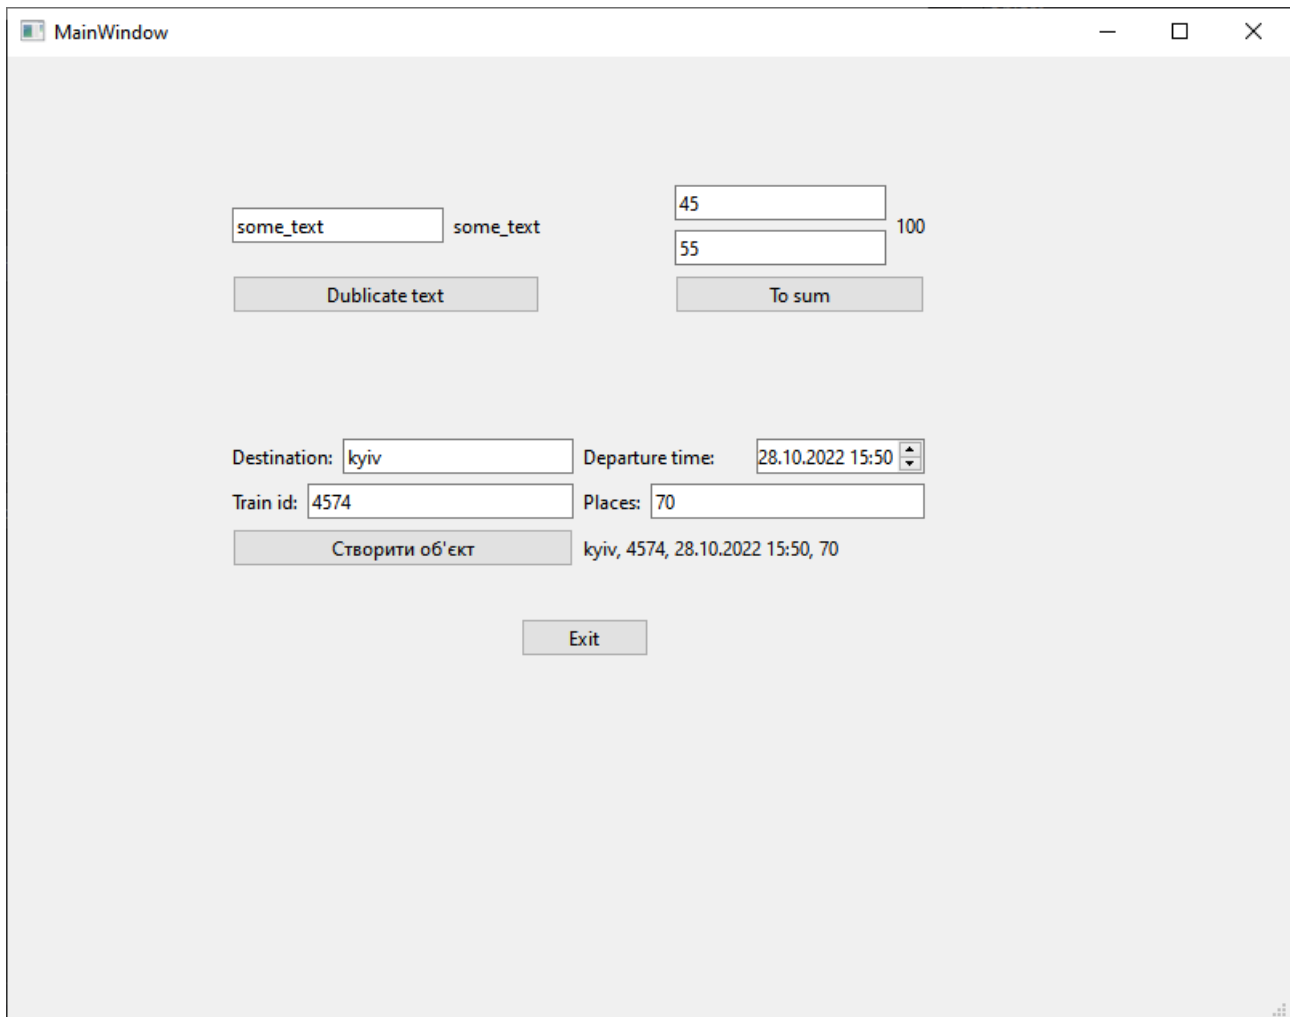 MainWindow
some_text some_text
45
100
55
Dublicate text To sum
Destination: kyiv Departure time: 28.10.2022 15:50
Train id: 4574 Places: 70
Створити об'єкт kyiv, 4574, 28.10.2022 15:50, 70
Exit